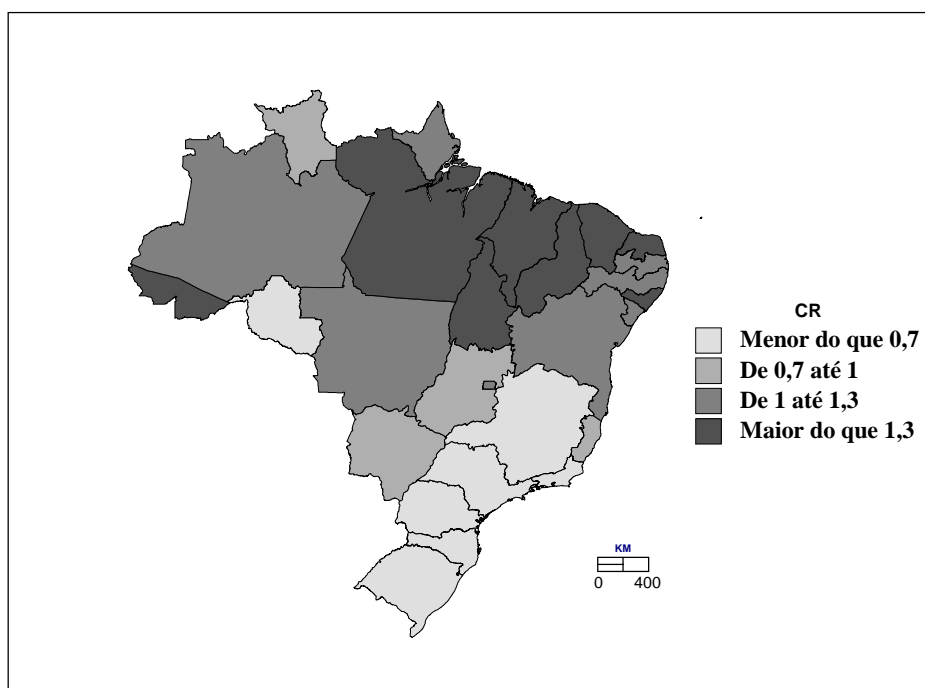 CR
Menor do que 0,7
De 0,7 até 1
De 1 até 1,3
Maior do que 1,3
KM
0 400